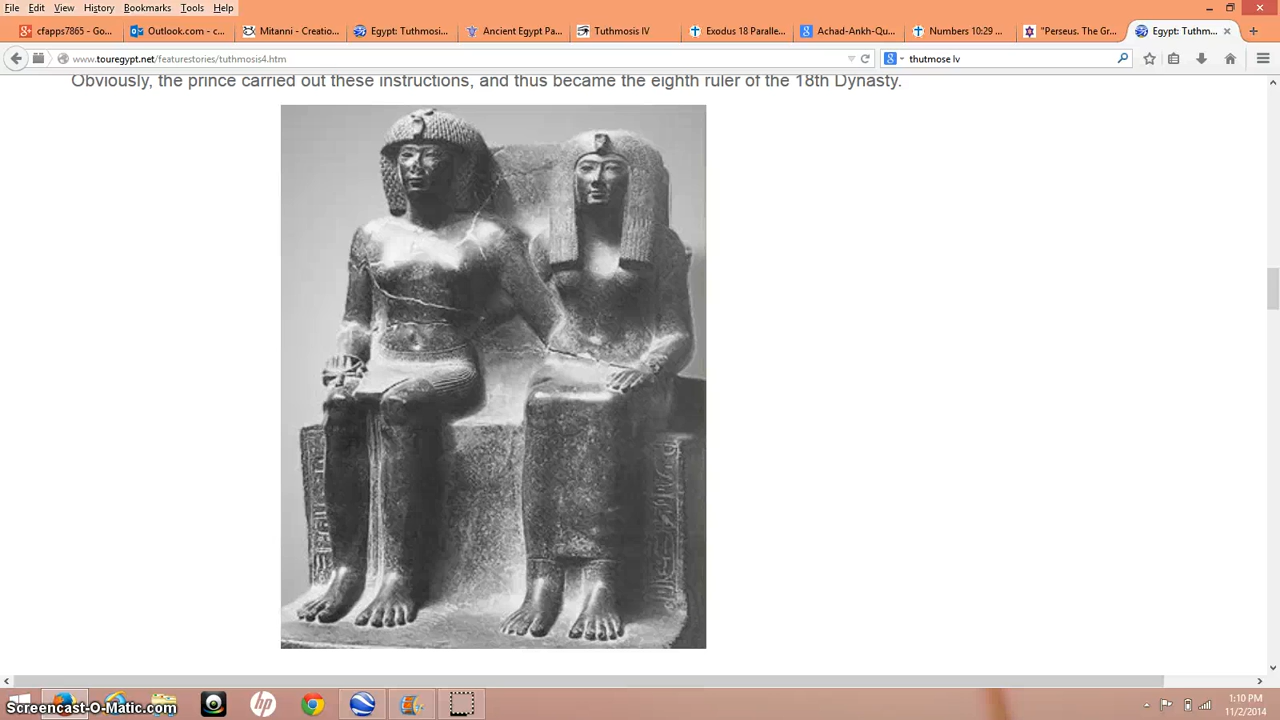 File Edit View History Bookmarks Tools Help
cfapps7865 - Go... Outlook.com - c... Mitanni - Creatio... Egypt: Tuthmosi... Ancient Egypt Pa... Tuthmosis IV Exodus 18 Paralle... Achad-Ankh-Qu... Numbers 10:29 ... "Perseus. The Gr... Egypt: Tuthm...
www.touregypt.net/featurestories/tuthmosis4.htm thutmose lv
Obviously, the prince carried out these instructions, and thus became the eighth ruler of the 18th Dynasty.
Screencast-O-Matic.com hp 1:10 PM
11/2/2014